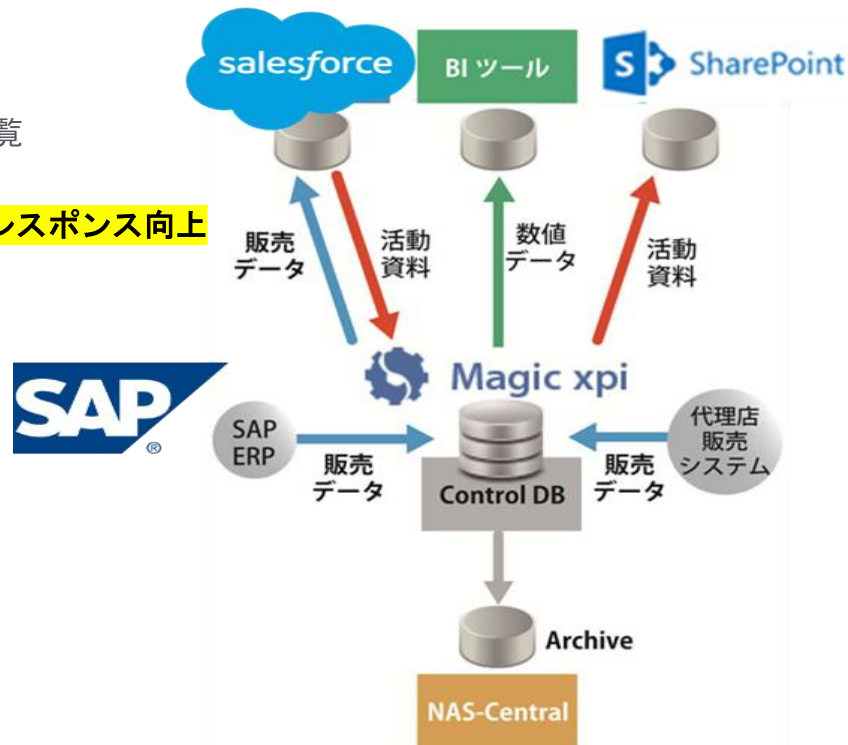 salesforce
BI ツール
S
SharePoint
覧
レスポンス向上
販売
データ
活動
資料
数値
データ
活動
資料
Magic xpi
SAP
®
SAP
ERP
販売
データ
Control DB
販売
データ
代理店
販売
システム
Archive
NAS-Central